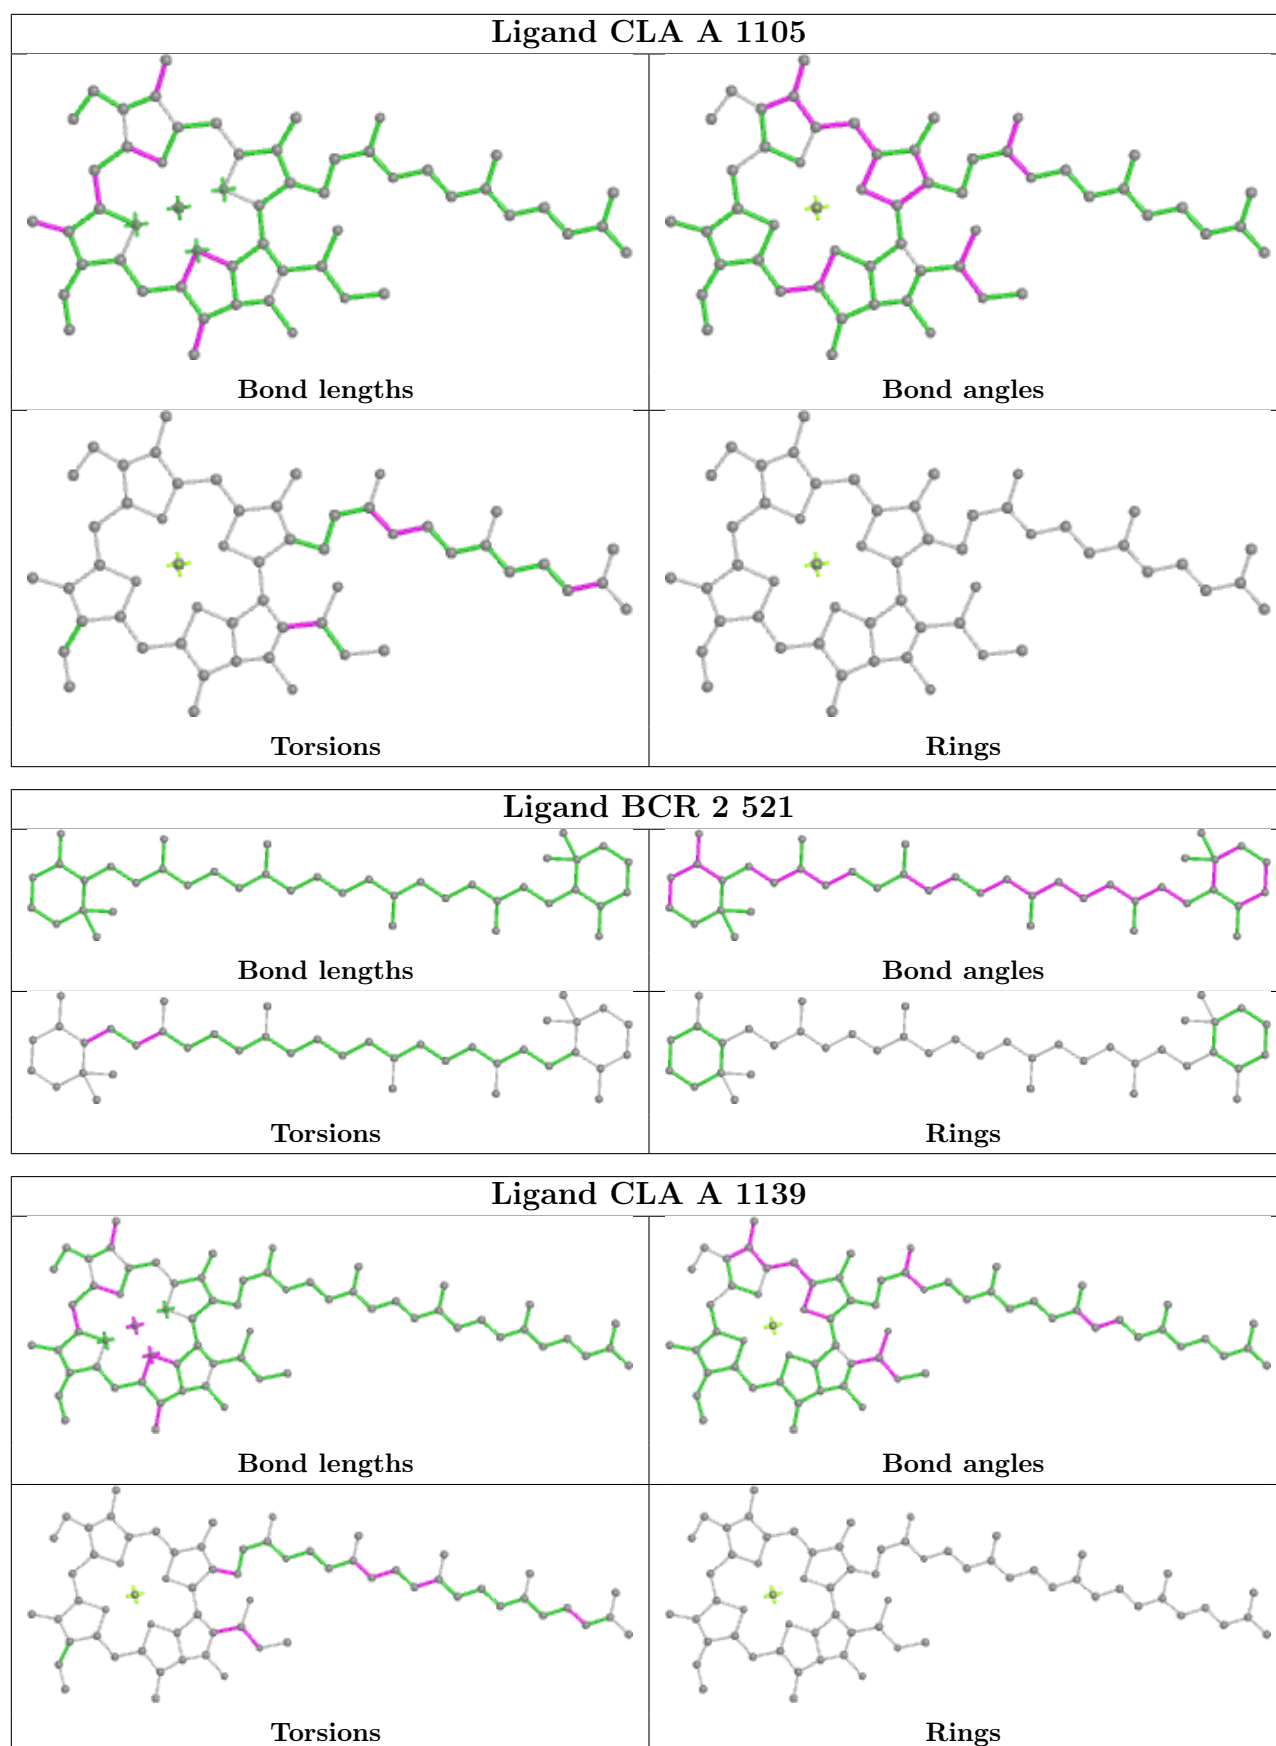 Ligand CLA A 1105
Bond lengths
Bond angles
Torsions
Rings
Ligand BCR 2 521
Bond lengths
Bond angles
Torsions
Rings
Ligand CLA A 1139
Bond lengths
Bond angles
Torsions
Rings